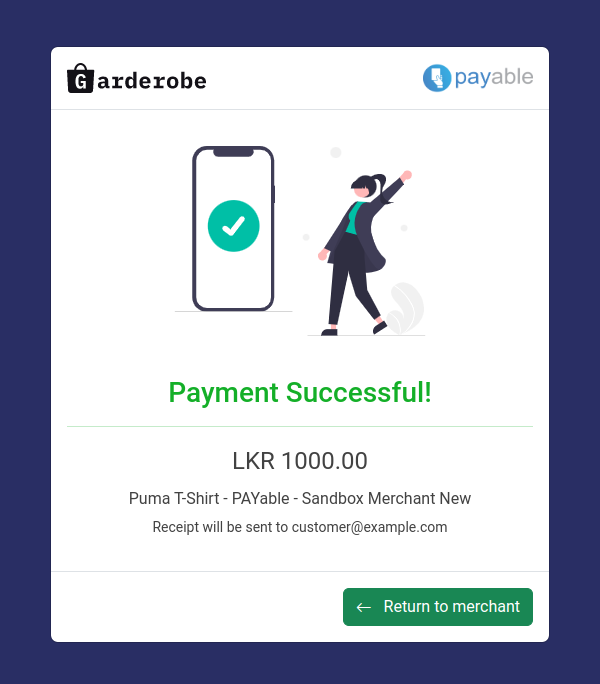 Garderobe
payable
Payment Successful!
LKR 1000.00
Puma T-Shirt - PAYable - Sandbox Merchant New
Receipt will be sent to customer@example.com
← Return to merchant